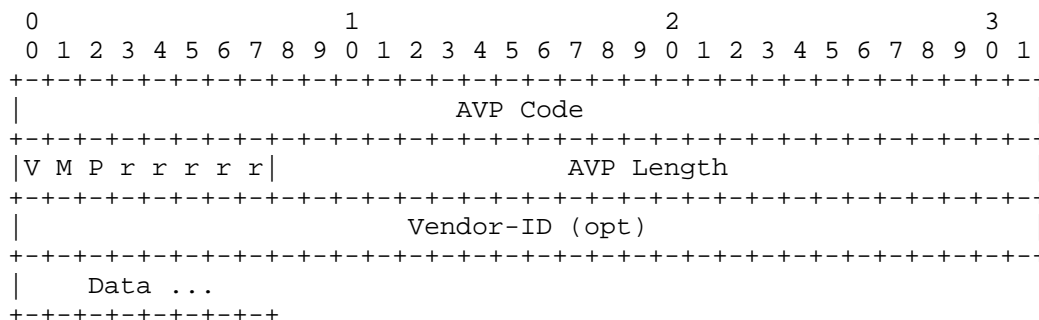 0                   1                   2                   3
 0 1 2 3 4 5 6 7 8 9 0 1 2 3 4 5 6 7 8 9 0 1 2 3 4 5 6 7 8 9 0 1
+-+-+-+-+-+-+-+-+-+-+-+-+-+-+-+-+-+-+-+-+-+-+-+-+-+-+-+-+-+-+-+--
|                           AVP Code                            |
+-+-+-+-+-+-+-+-+-+-+-+-+-+-+-+-+-+-+-+-+-+-+-+-+-+-+-+-+-+-+-+--
|V M P r r r r r|                  AVP Length                   |
+-+-+-+-+-+-+-+-+-+-+-+-+-+-+-+-+-+-+-+-+-+-+-+-+-+-+-+-+-+-+-+--
|                        Vendor-ID (opt)                        |
+-+-+-+-+-+-+-+-+-+-+-+-+-+-+-+-+-+-+-+-+-+-+-+-+-+-+-+-+-+-+-+--
|    Data ...
+-+-+-+-+-+-+-+-+